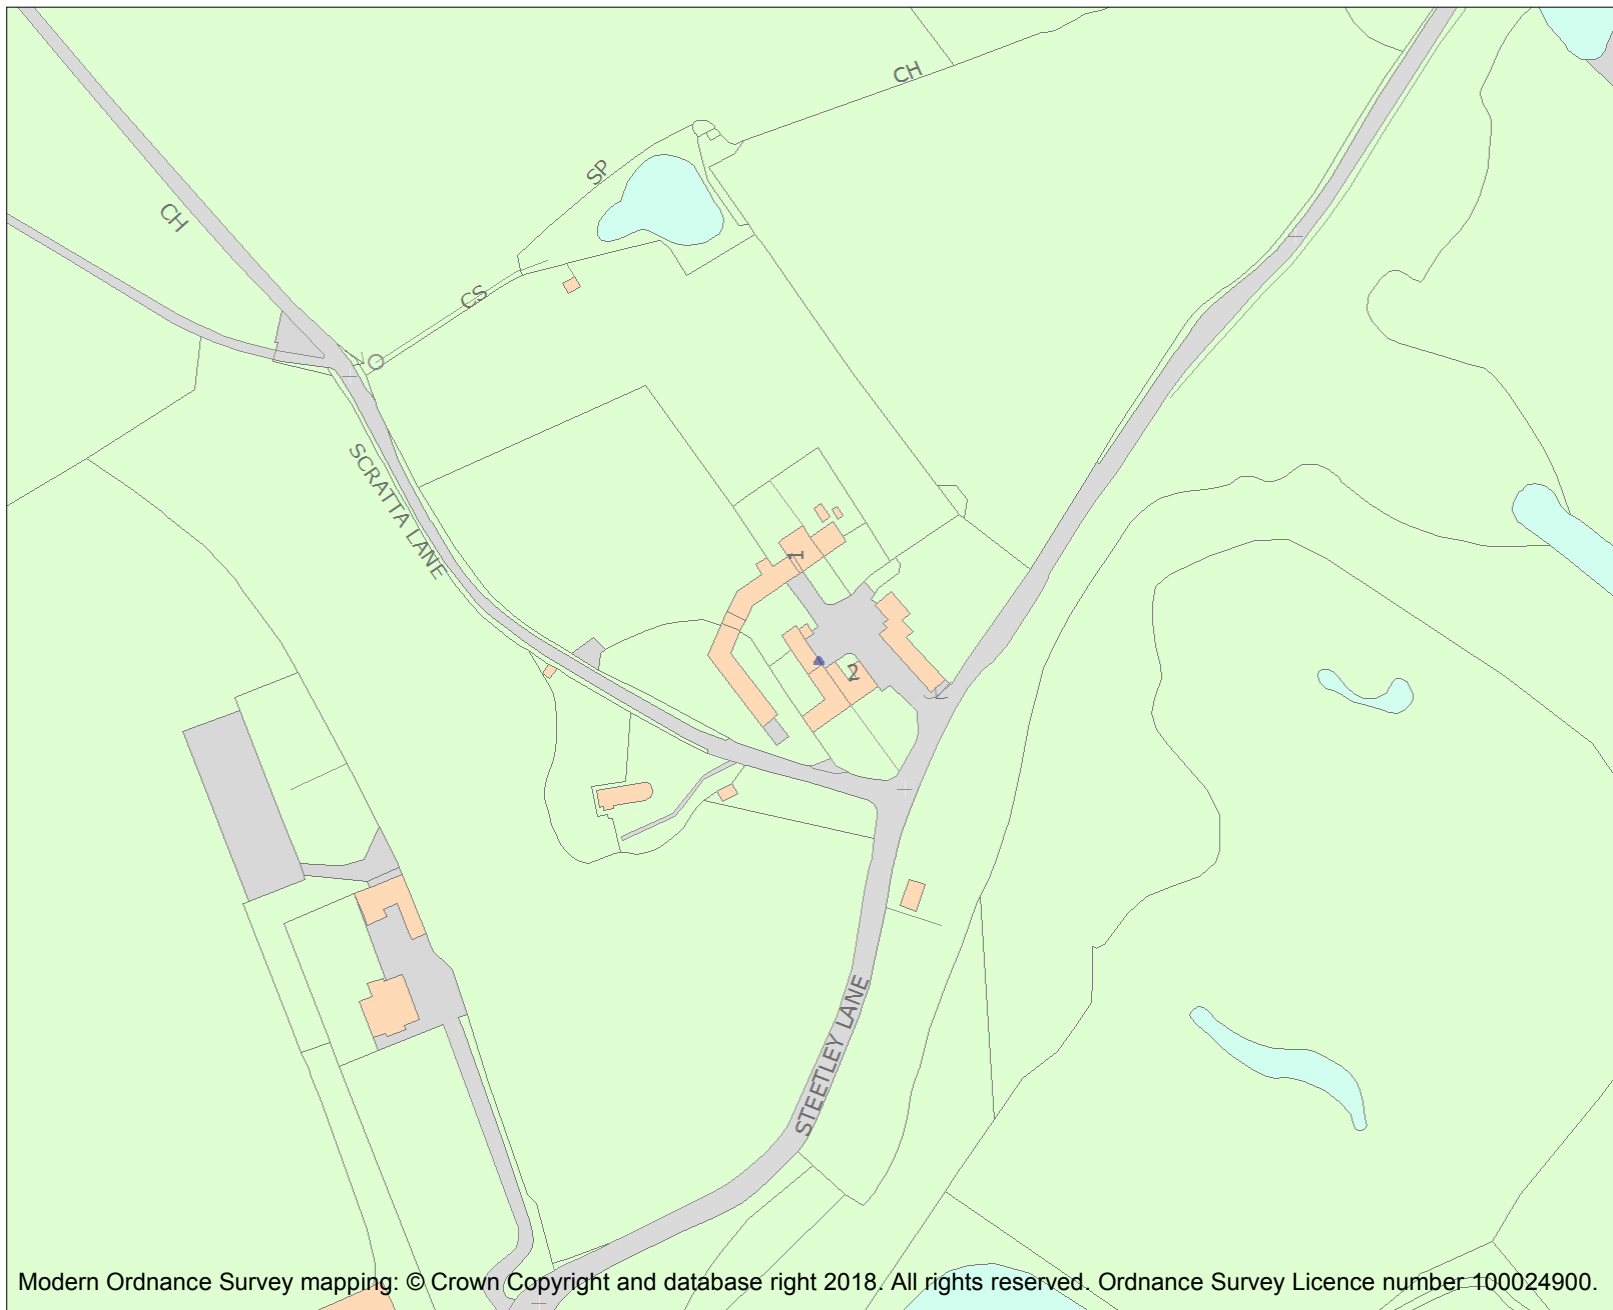 CH
SP
CH
CS
SCRATTA LANE
1
2
STEETLEY LANE
Modern Ordnance Survey mapping: © Crown Copyright and database right 2018. All rights reserved. Ordnance Survey Licence number 100024900.